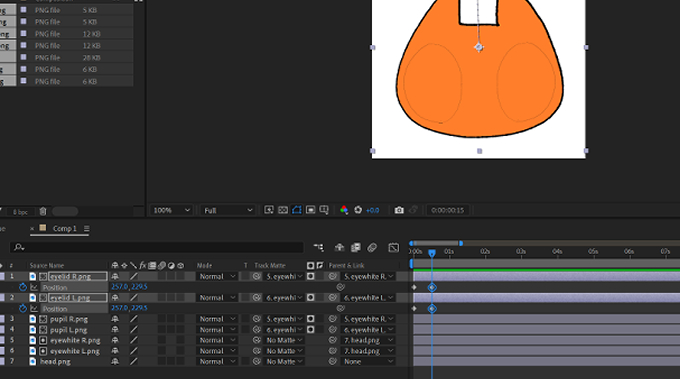 PNG file 5 KB
PNG file 5 KB
PNG file 12 KB
png PNG file 12 KB
PNG file 28 KB
PNG file 6 KB
png PNG file 6 KB
8 bpc
100% Full +0.0 0:00:00:15
Comp 1
:00s 01s 02s 03s 04s 05s 06s 07s
# Source Name Mode T Track Matte Parent & Link
1 eyelid R.png Normal 5. eyewhi 5. eyewhite R.
Position 257.0, 229.5
2 eyelid L.png Normal 6. eyewhi 6. eyewhite L.
Position 257.0, 229.5
3 pupil R.png Normal 5. eyewhi 5. eyewhite R.
4 pupil L.png Normal 6. eyewhi 6. eyewhite L.
5 eyewhite R.png Normal No Matte 7. head.png
6 eyewhite L.png Normal No Matte 7. head.png
7 head.png Normal No Matte None